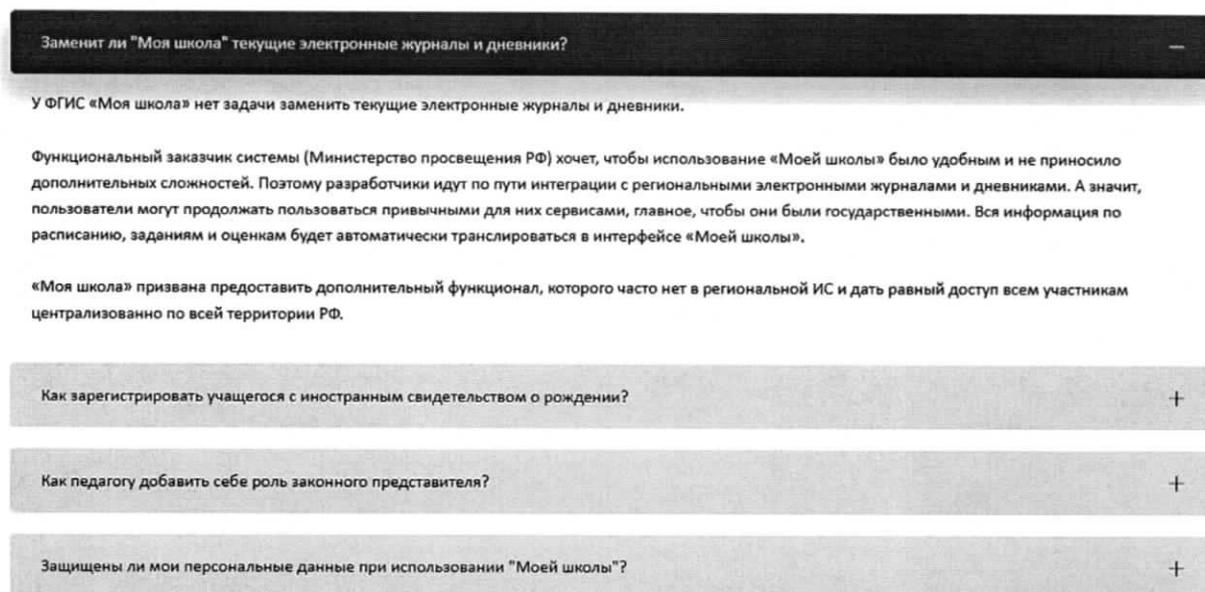 Заменит ли "Моя школа" текущие электронные журналы и дневники?
У ФГИС «Моя школа» нет задачи заменить текущие электронные журналы и дневники.
Функциональный заказчик системы (Министерство просвещения РФ) хочет, чтобы использование «Моей школы» было удобным и не приносило
дополнительных сложностей. Поэтому разработчики идут по пути интеграции с региональными электронными журналами и дневниками. А значит,
пользователи могут продолжать пользоваться привычными для них сервисами, главное, чтобы они были государственными. Вся информация по
расписанию, заданиям и оценкам будет автоматически транслироваться в интерфейсе «Моей школы».
«Моя школа» призвана предоставить дополнительный функционал, которого часто нет в региональной ИС и дать равный доступ всем участникам
централизованно по всей территории РФ.
Как зарегистрировать учащегося с иностранным свидетельством о рождении?
Как педагогу добавить себе роль законного представителя?
Защищены ли мои персональные данные при использовании "Моей школы"?